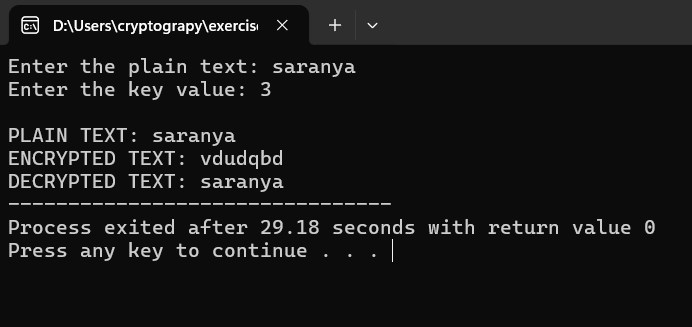 D:\Users\cryptograpy\exercis
Enter the plain text: saranya
Enter the key value: 3
PLAIN TEXT: saranya
ENCRYPTED TEXT: vdudqbd
DECRYPTED TEXT: saranya
--------------------------------
Process exited after 29.18 seconds with return value 0
Press any key to continue . . .